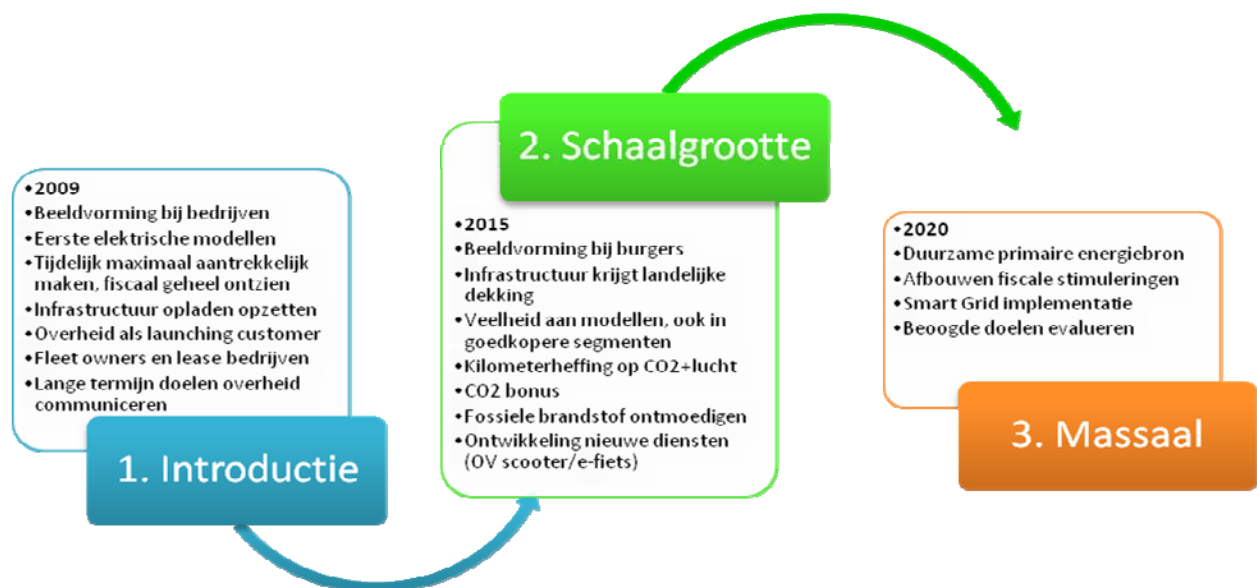 • 2009
• Beeldvorming bij bedrijven
• Eerste elektrische modellen
• Tijdelijk maximaal aantrekkelijk
maken, fiscaal geheel ontzien
• Infrastructuur opladen opzetten
• Overheid als launching customer
• Fleet owners en lease bedrijven
• Lange termijn doelen overheid
communiceren
1. Introductie
2. Schaalgrootte
• 2015
• Beeldvorming bij burgers
• Infrastructuur krijgt landelijke
dekking
• Veelheid aan modellen, ook in
goedkopere segmenten
• Kilometerheffing op CO2+lucht
• CO2 bonus
• Fossiele brandstof ontmoedigen
• Ontwikkeling nieuwe diensten
(OV scooter/e-fiets)
• 2020
• Duurzame primaire energiebron
• Afbouwen fiscale stimuleringen
• Smart Grid implementatie
• Beoogde doelen evalueren
3. Massaal